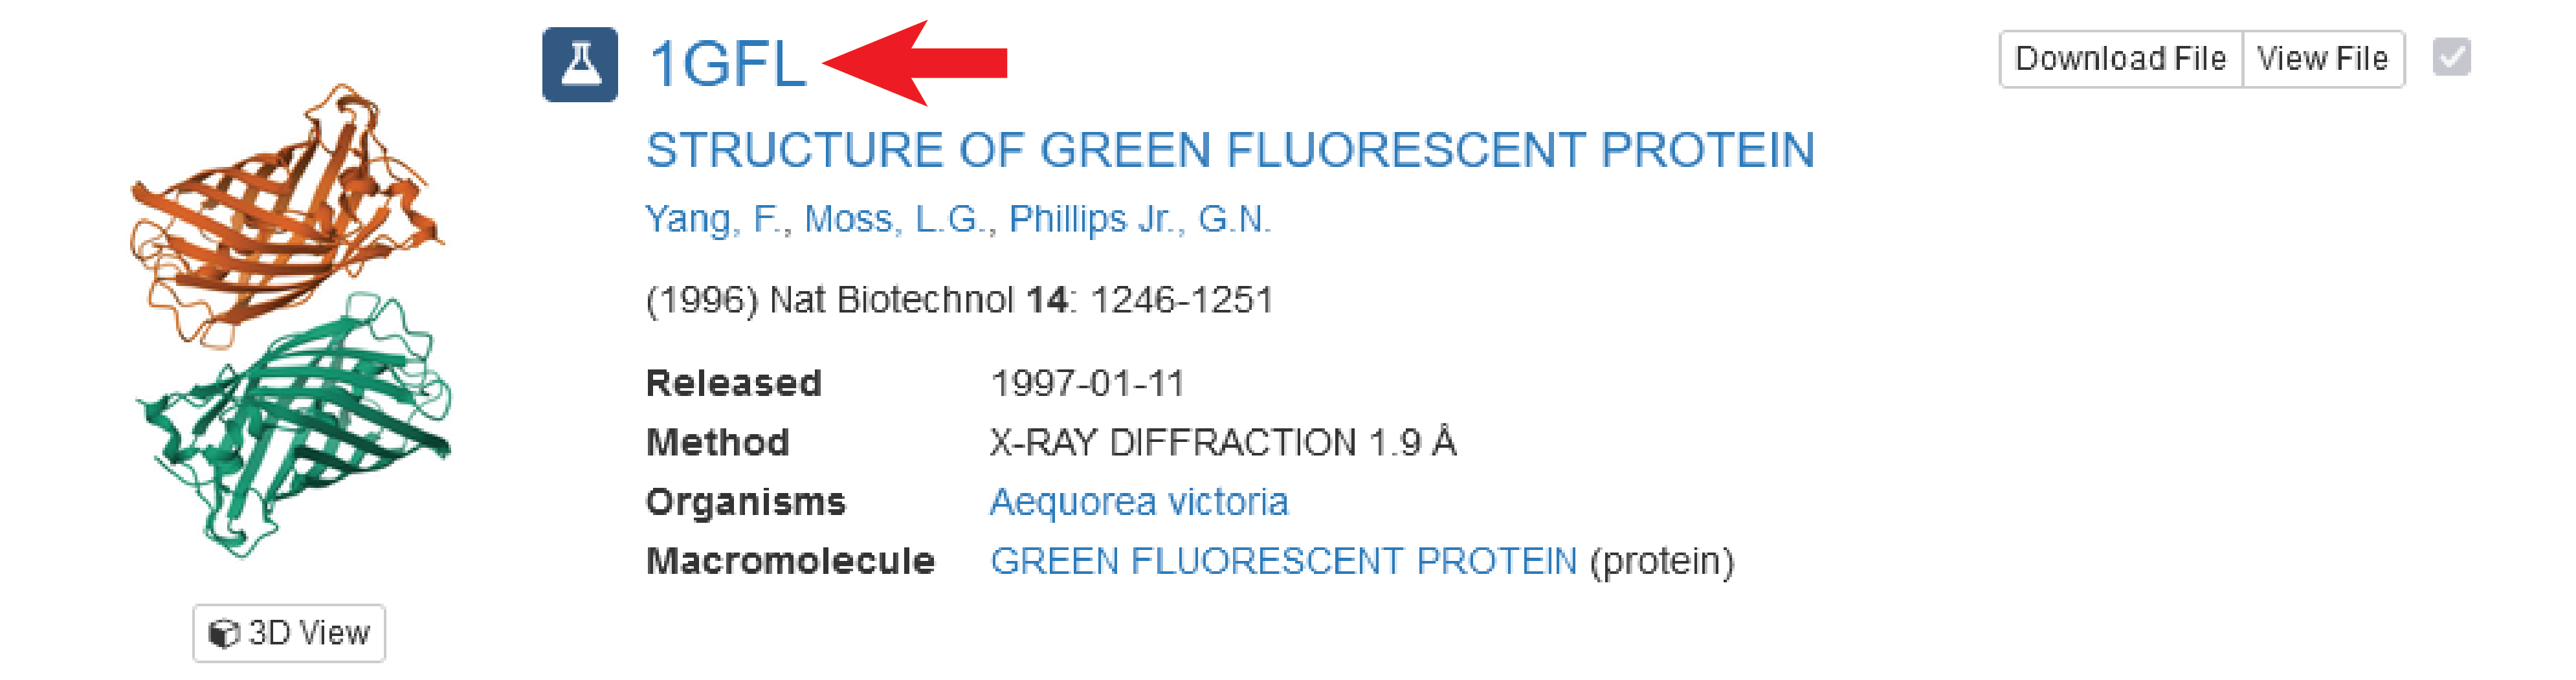 1GFL
Download File View File
STRUCTURE OF GREEN FLUORESCENT PROTEIN
Yang, F., Moss, L.G., Phillips Jr., G.N.
(1996) Nat Biotechnol 14: 1246-1251
Released 1997-01-11
Method X-RAY DIFFRACTION 1.9 Å
Organisms Aequorea victoria
Macromolecule GREEN FLUORESCENT PROTEIN (protein)
3D View